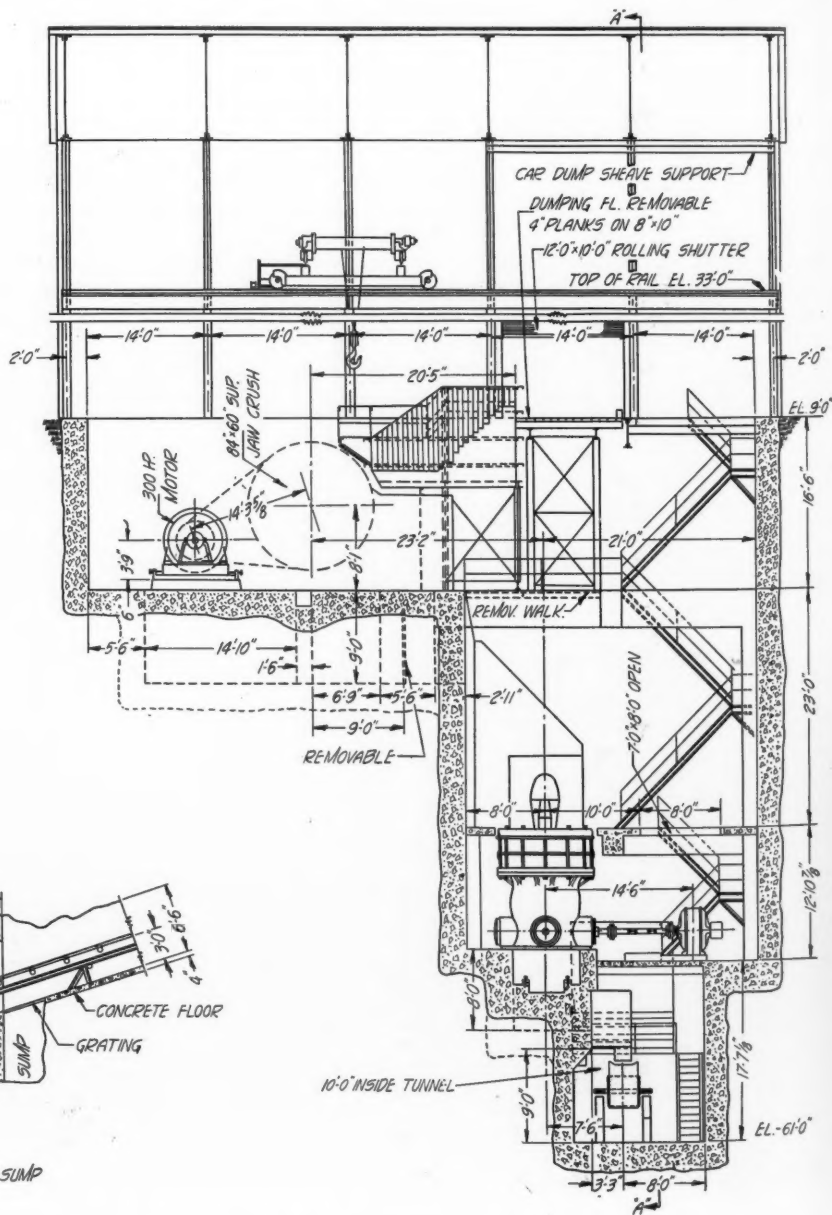 "A"
CAR DUMP SHEAVE SUPPORT
DUMPING FL. REMOVABLE
4" PLANKS ON 8"x10"
12'-0"x10'-0" ROLLING SHUTTER
TOP OF RAIL EL. 33'-0"
14'-0" 14'-0" 14'-0" 14'-0" 14'-0"
2'-0" 2'-0"
20'-5"
EL. 9'-0"
84"x60" SUP.
JAW CRUSH
300 HP.
MOTOR
14'-3 5/8"
16'-6"
23'-2" 21'-0"
3'-9" 8'-1"
6"
REMOV. WALK.
5'-6" 14'-10" 9'-0"
1'-6"
6'-9" 5'-6" 2'-11"
9'-0"
23'-0"
REMOVABLE
7'-0"x8'-0" OPEN
8'-0" 10'-0" 8'-0"
14'-6"
12'-10 7/8"
6'-6"
3'-0"
4"
CONCRETE FLOOR
GRATING
SUMP
8'-0"
10'-0" INSIDE TUNNEL
9'-0"
17'-7 1/8"
7'-6"
EL.-61'-0"
SUMP
3'-3" 8'-0"
"A"